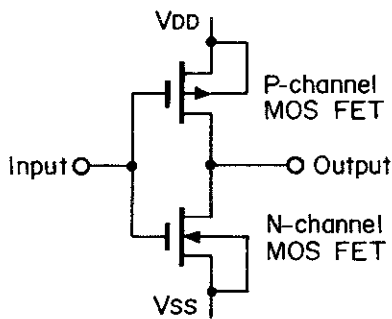 VDD
P-channel
MOS FET
Input
Output
N-channel
MOS FET
VSS